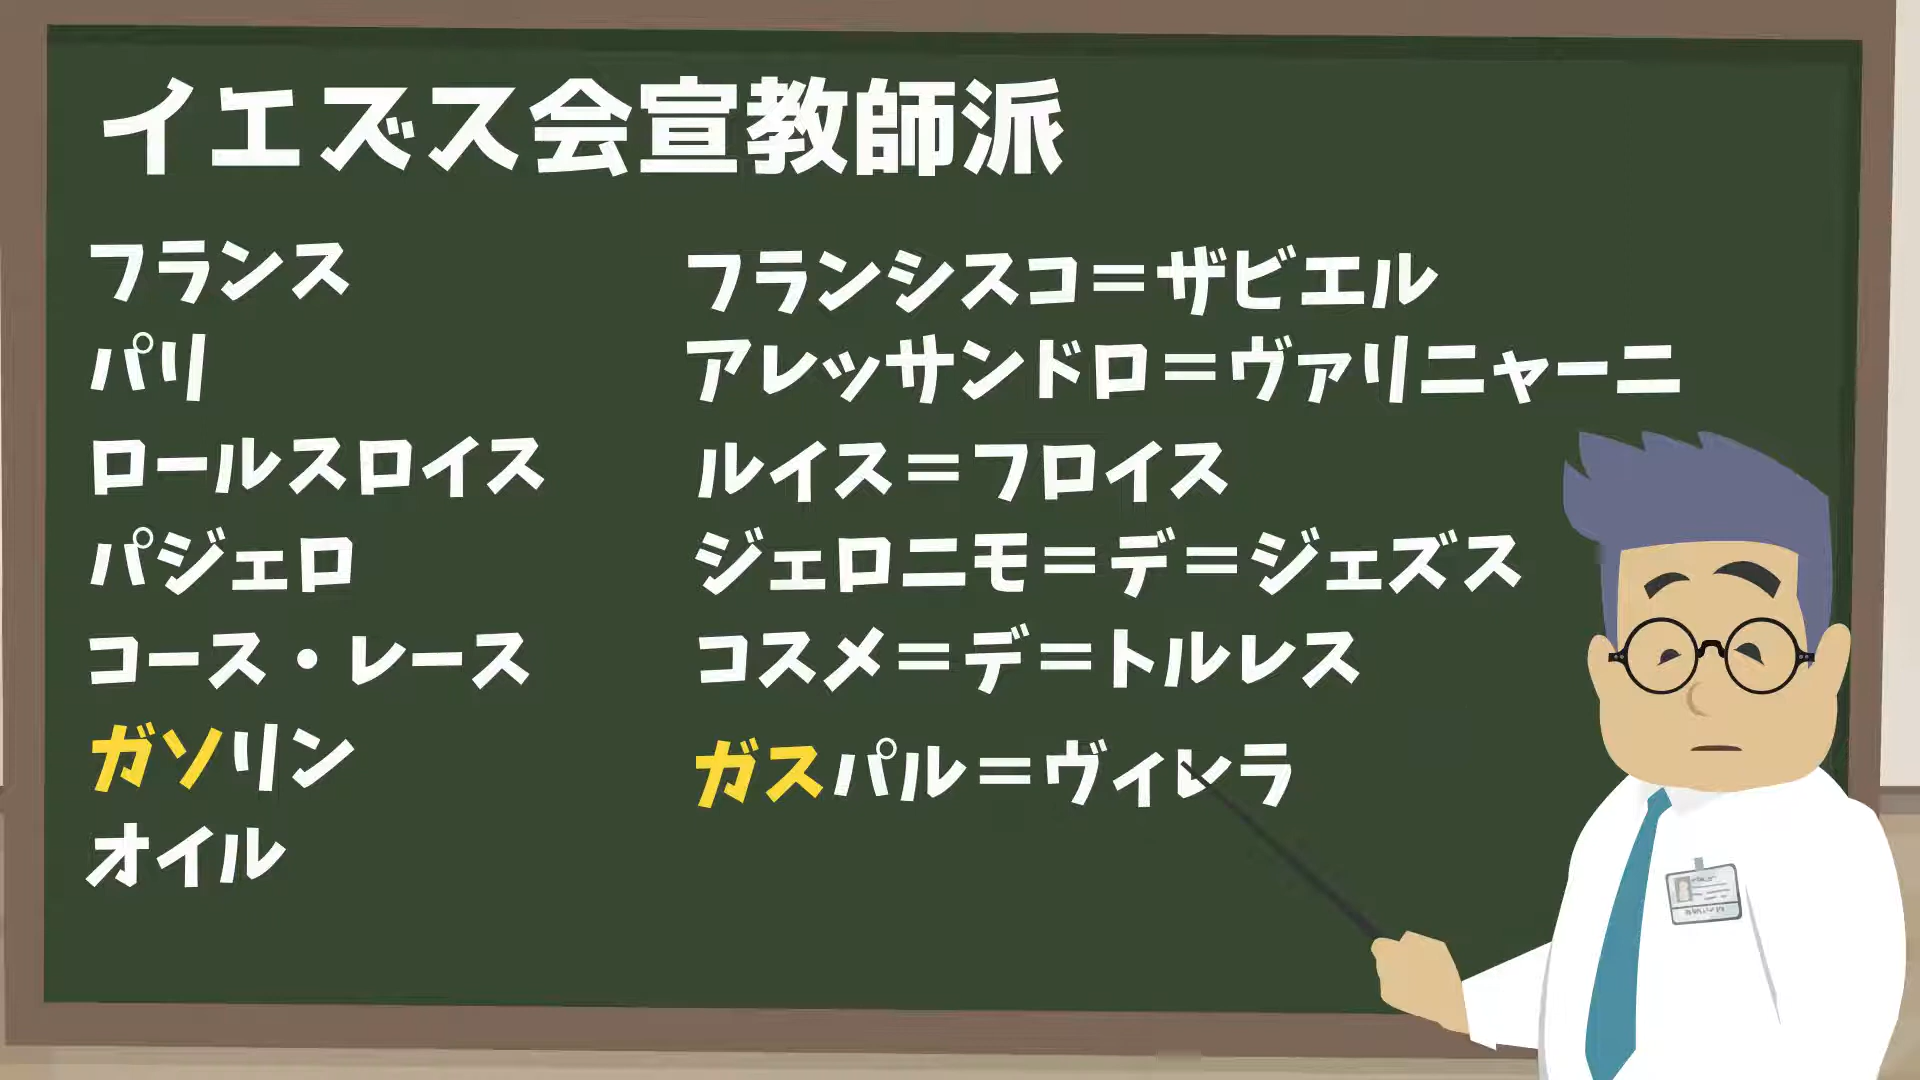 イエズス会宣教師派
フランス フランシスコ＝ザビエル
パリ アレッサンドロ＝ヴァリニャーニ
ロールスロイス ルイス＝フロイス
パジェロ ジェロニモ＝デ＝ジェズス
コース・レース コスメ＝デ＝トルレス
ガソリン ガスパル＝ヴィレラ
オイル